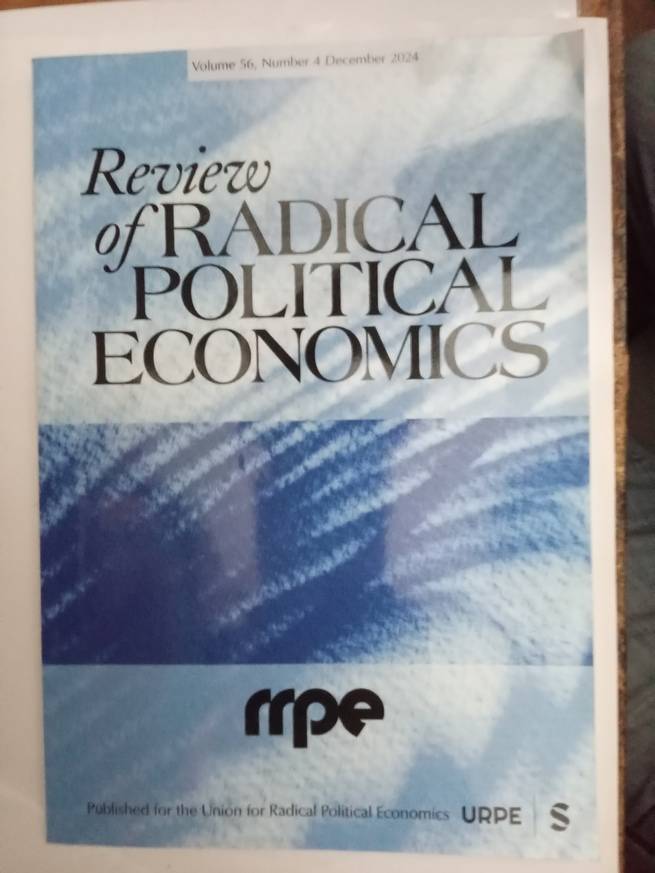 Volume 56, Number 4 December 2024
Review
of RADICAL
POLITICAL
ECONOMICS
rrpe
Published for the Union for Radical Political Economics URPE S